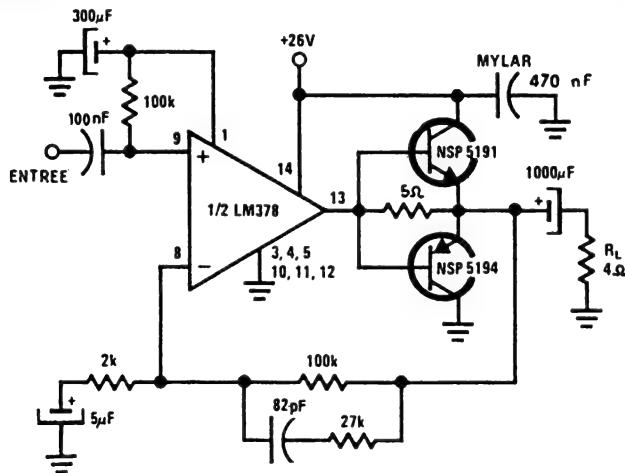 300µF
+
+26V
MYLAR
470 nF
100k
100nF
9
1
14
ENTREE
+
NSP 5191
1/2 LM378
13
5Ω
1000µF
+
3, 4, 5
10, 11, 12
8
−
NSP 5194
RL
4Ω
2k
100k
+
5µF
82pF
27k